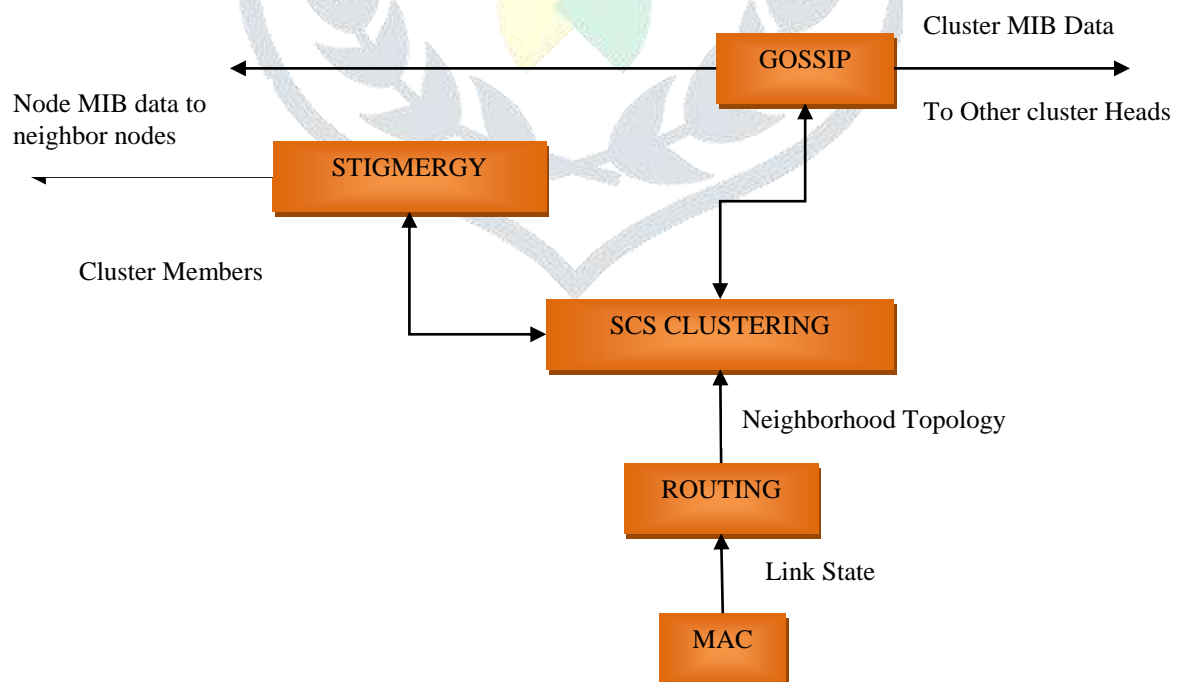 Cluster MIB Data
GOSSIP
Node MIB data to
neighbor nodes
To Other cluster Heads
STIGMERGY
Cluster Members
SCS CLUSTERING
Neighborhood Topology
ROUTING
Link State
MAC